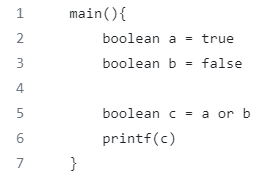 1 main(){
2 boolean a = true
3 boolean b = false
4
5 boolean c = a or b
6 printf(c)
7 }